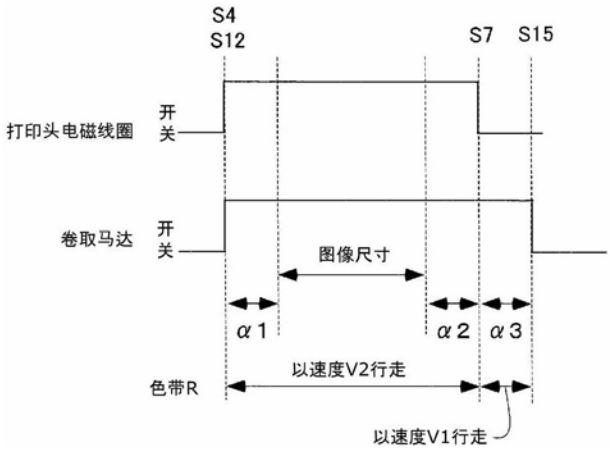 S4
S12
S7
S15
打印头电磁线圈
开
关
卷取马达
开
关
图像尺寸
α1
α2
α3
色带R
以速度V2行走
以速度V1行走